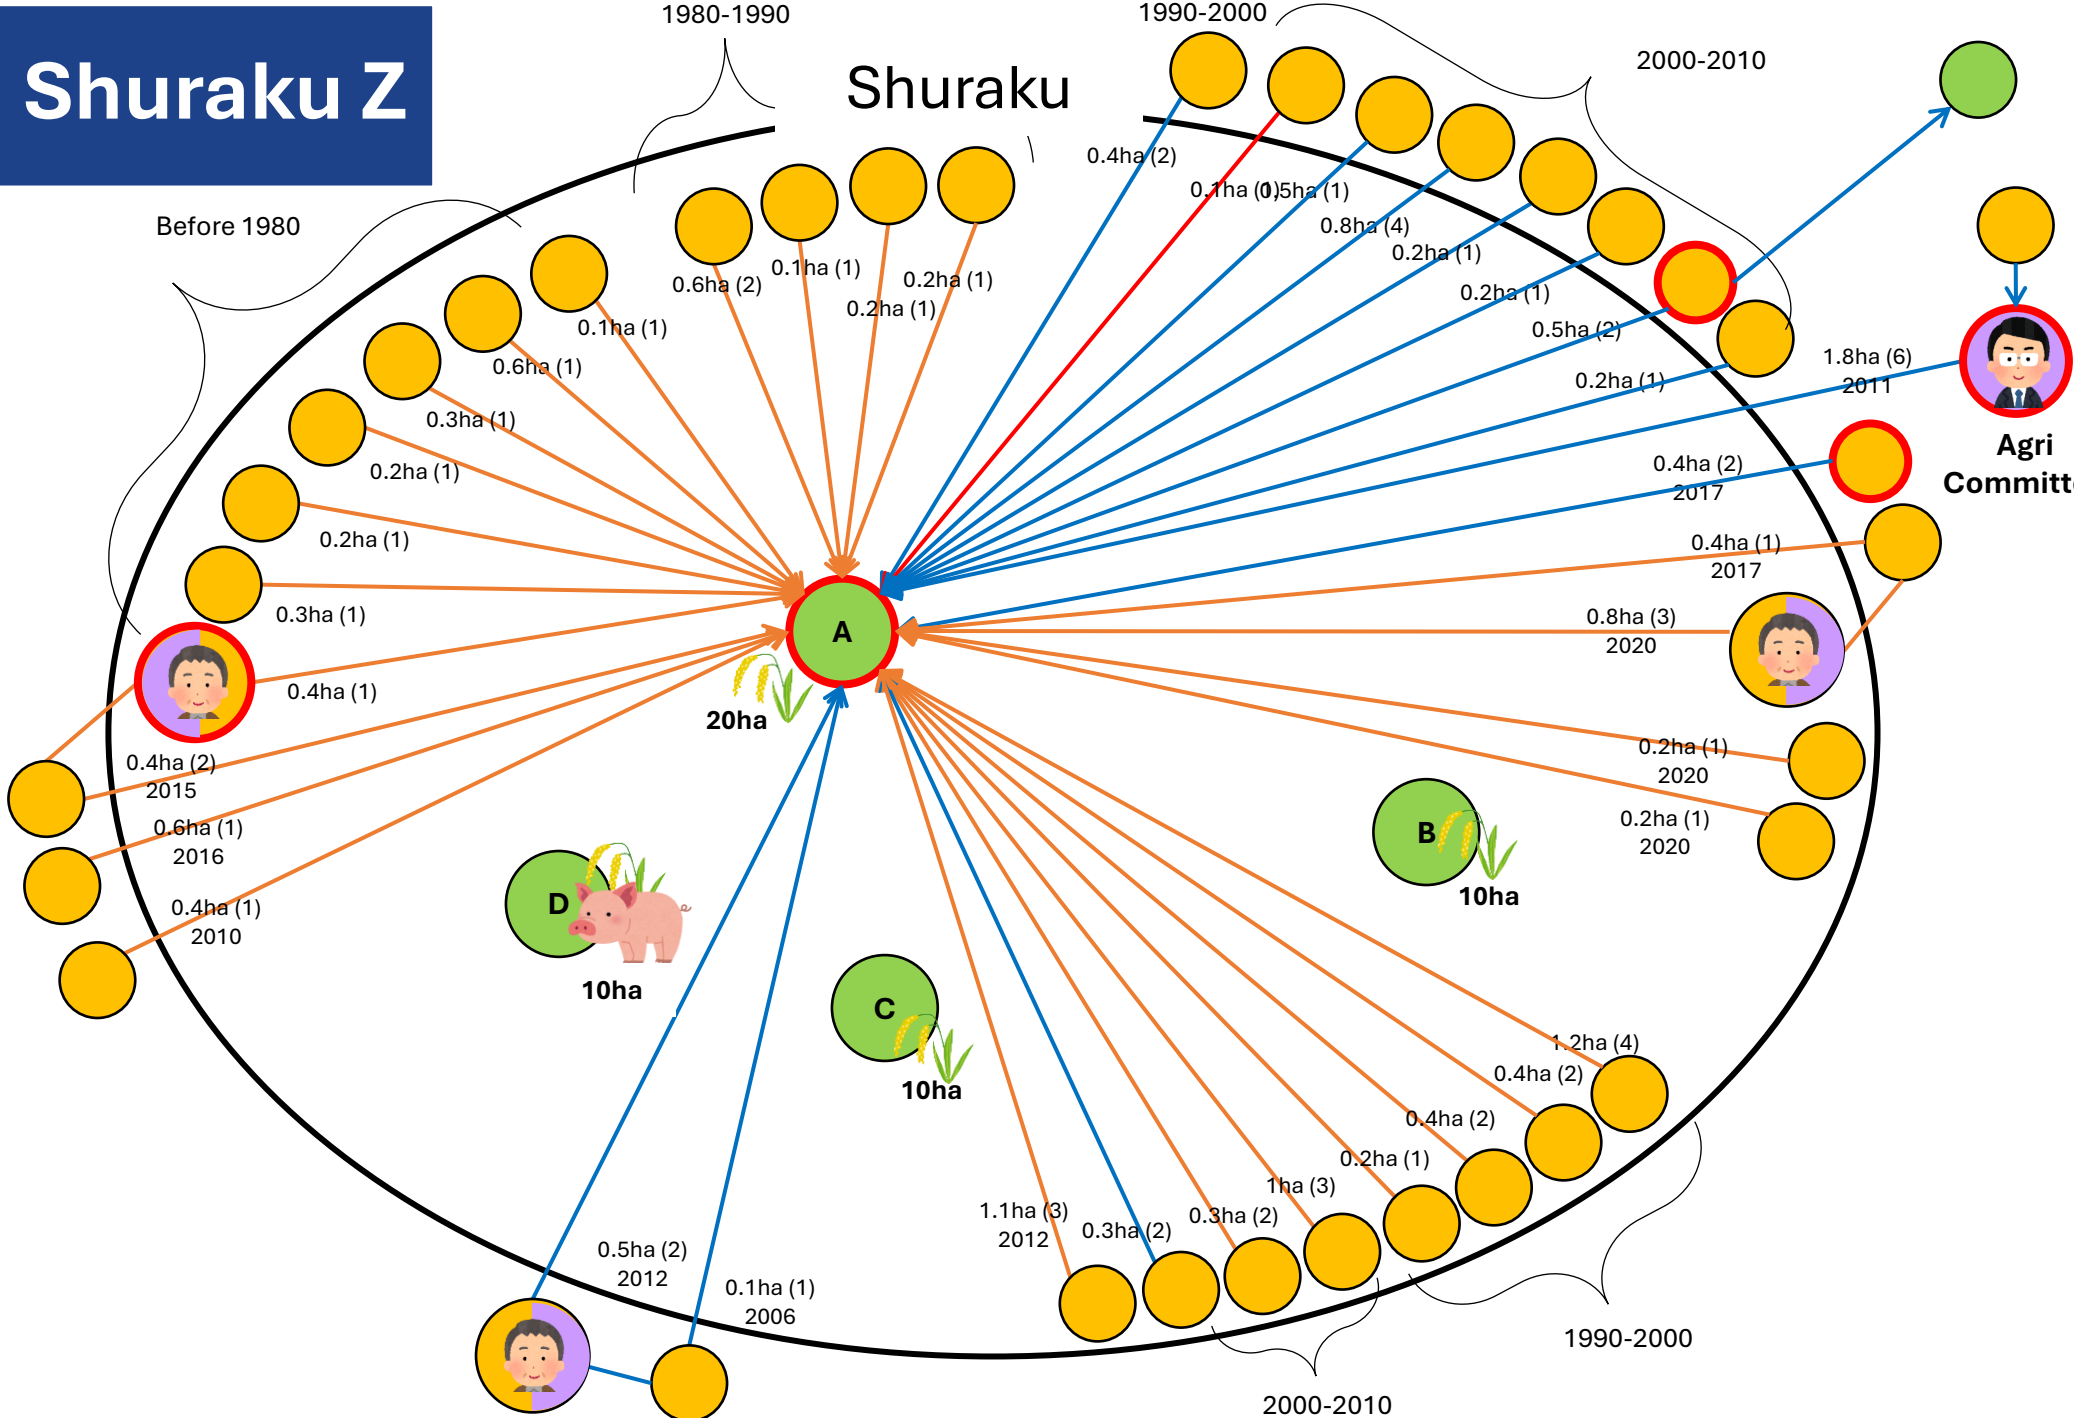 Shuraku Z
1980-1990
1990-2000
2000-2010
Shuraku
Before 1980
0.4ha (2)
0.1ha (1)
0.5ha (1)
0.8ha (4)
0.2ha (1)
0.2ha (1)
0.5ha (2)
0.2ha (1)
0.6ha (2)
0.1ha (1)
0.2ha (1)
0.2ha (1)
0.1ha (1)
0.6ha (1)
0.3ha (1)
0.2ha (1)
0.2ha (1)
0.3ha (1)
0.4ha (1)
1.8ha (6)
2011
Agri
Committe
0.4ha (2)
2017
0.4ha (1)
2017
0.8ha (3)
2020
0.2ha (1)
2020
0.2ha (1)
2020
A
20ha
0.4ha (2)
2015
0.6ha (1)
2016
0.4ha (1)
2010
B
10ha
D
10ha
C
10ha
1.2ha (4)
0.4ha (2)
0.4ha (2)
0.2ha (1)
1ha (3)
0.3ha (2)
0.3ha (2)
1.1ha (3)
2012
0.5ha (2)
2012
0.1ha (1)
2006
1990-2000
2000-2010